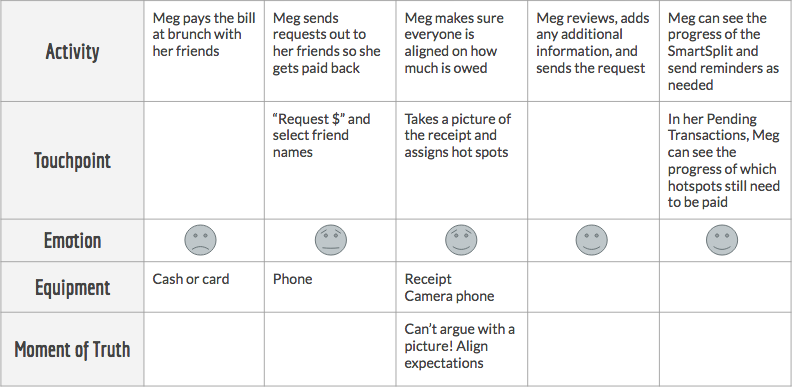 Activity
Meg pays the bill
at brunch with
her friends
Meg sends
requests out to
her friends so she
gets paid back
Meg makes sure
everyone is
aligned on how
much is owed
Meg reviews, adds
any additional
information, and
sends the request
Meg can see the
progress of the
SmartSplit and
send reminders as
needed
Touchpoint
“Request $” and
select friend
names
Takes a picture of
the receipt and
assigns hot spots
In her Pending
Transactions, Meg
can see the
progress of which
hotspots still need
to be paid
Emotion
Equipment
Cash or card
Phone
Receipt
Camera phone
Moment of Truth
Can’t argue with a
picture! Align
expectations